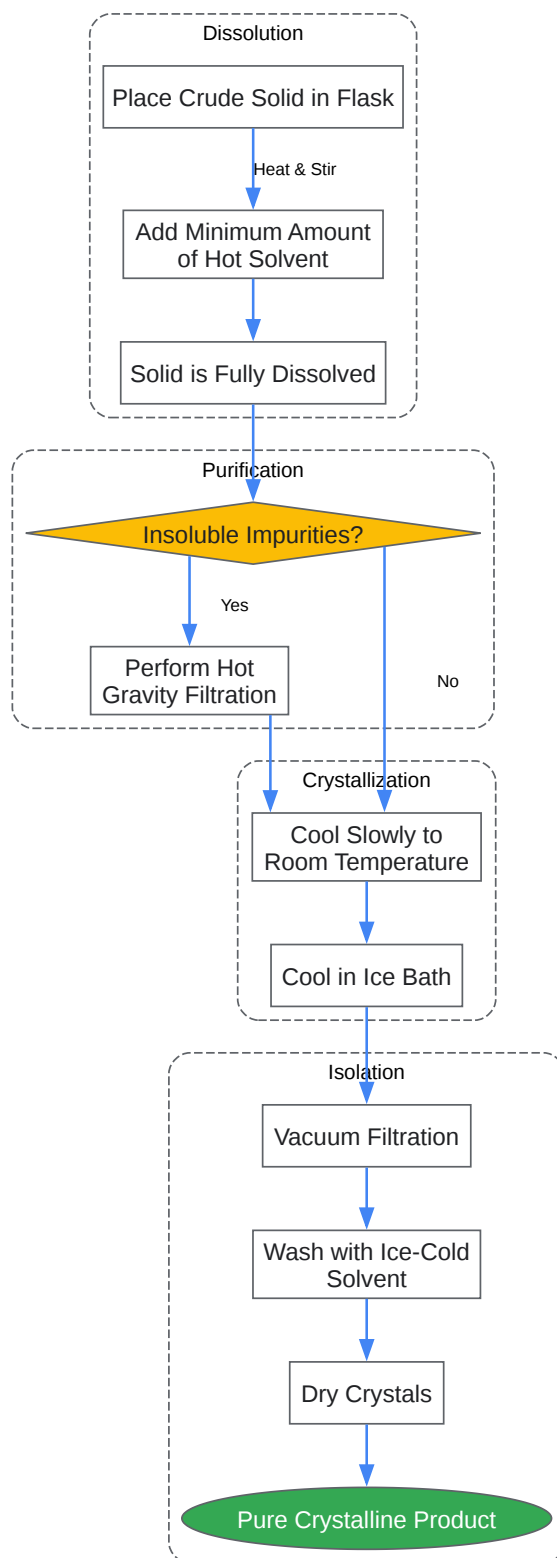 Dissolution
Place Crude Solid in Flask
Heat & Stir
Add Minimum Amount
of Hot Solvent
Solid is Fully Dissolved
Purification
Insoluble Impurities?
Yes
Perform Hot
Gravity Filtration
No
Crystallization
Cool Slowly to
Room Temperature
Cool in Ice Bath
Isolation
Vacuum Filtration
Wash with Ice-Cold
Solvent
Dry Crystals
Pure Crystalline Product